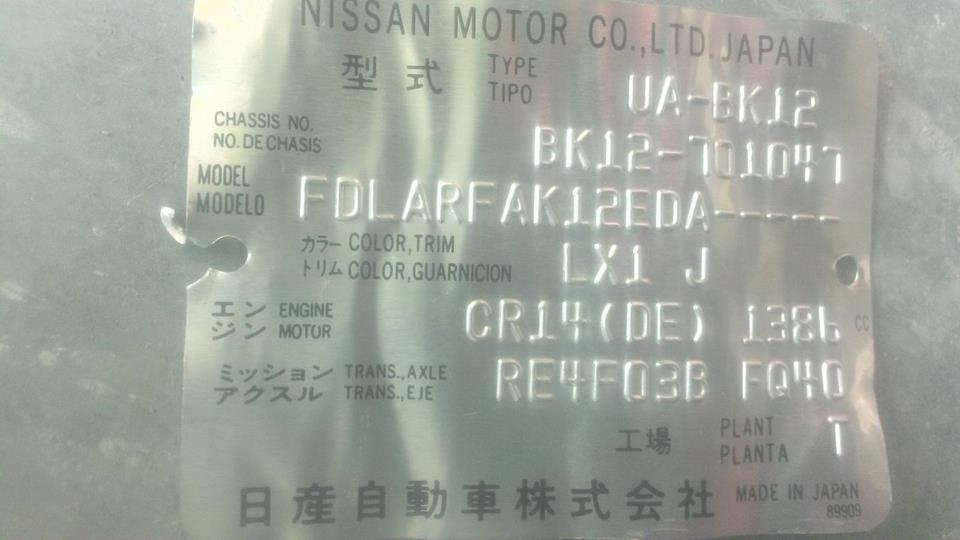 NISSAN MOTOR CO.,LTD.JAPAN
型式 TYPE TIPO UA-BK12
CHASSIS NO.
NO.DE CHASIS BK12-701047
MODEL
MODELO FDLARFAK12EDA-----
カラー COLOR,TRIM
トリム COLOR,GUARNICION LX1 J
エン ENGINE
ジン MOTOR CR14(DE) 1386 CC
ミッション TRANS.,AXLE
アクスル TRANS.,EJE RE4F03B FQ40
工場 PLANT PLANTA T
日産自動車株式会社 MADE IN JAPAN
89909